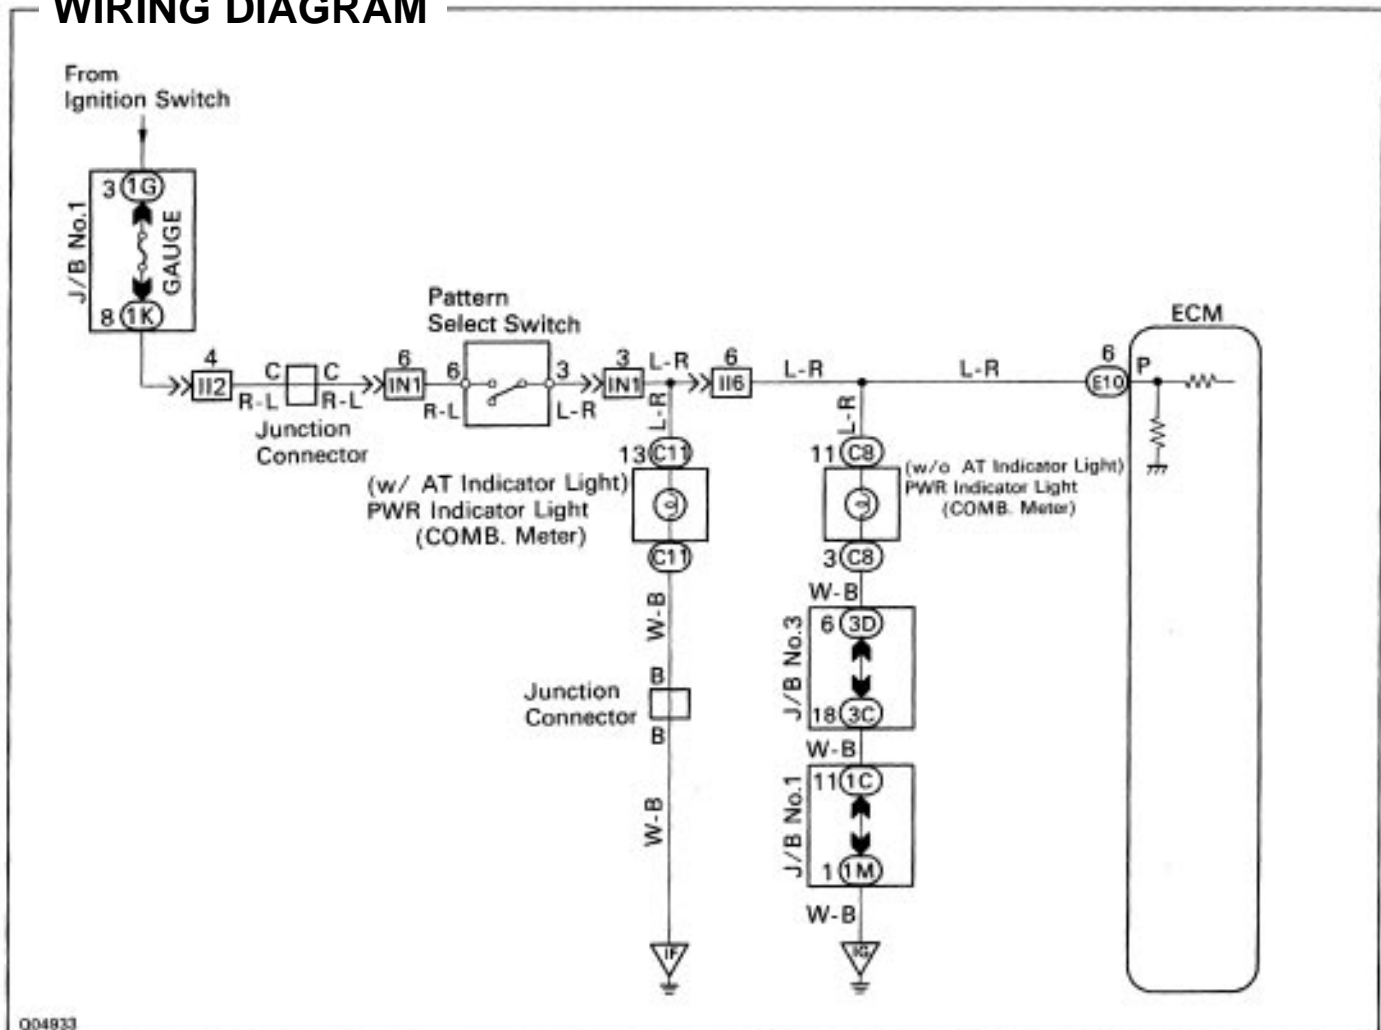 WIRING DIAGRAM
From
Ignition Switch
3 1G
J/B No.1
GAUGE
8 1K
4
II2
C C
R-L R-L
Junction
Connector
6
IN1
R-L
Pattern
Select Switch
6 3
L-R
3
IN1
L-R
6
II6
L-R
L-R
6
E10
ECM
P
L-R
13 C11
(w/ AT Indicator Light)
PWR Indicator Light
(COMB. Meter)
C11
W-B
B
Junction
Connector
B
W-B
IF
L-R
11 C8
(w/o AT Indicator Light)
PWR Indicator Light
(COMB. Meter)
3 C8
W-B
6 3D
J/B No.3
18 3C
W-B
11 1C
J/B No.1
1 1M
W-B
IG
Q04933